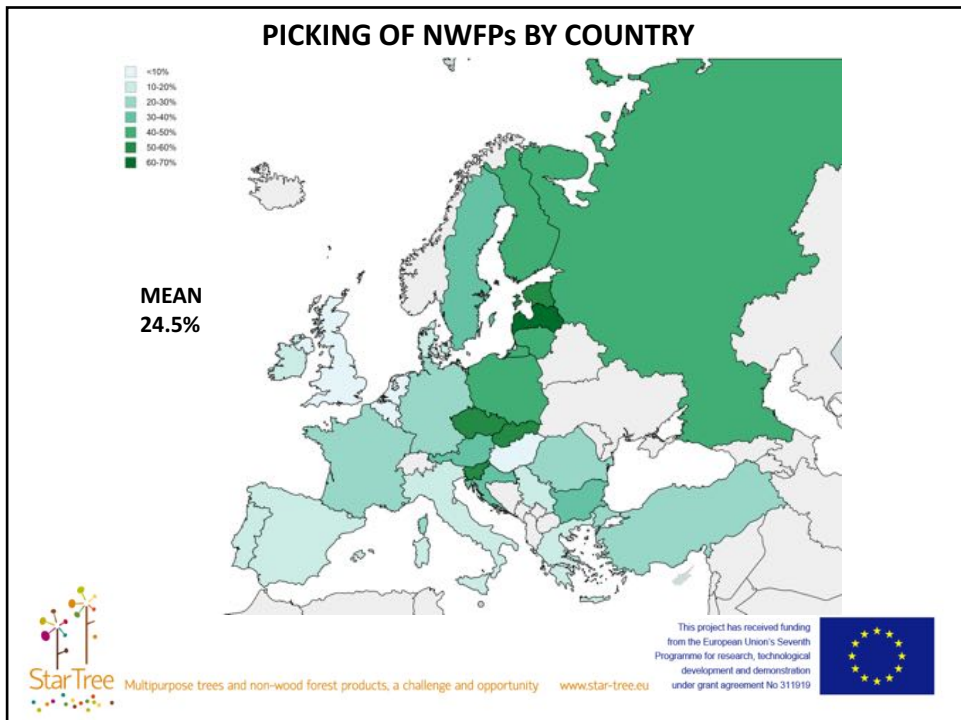 PICKING OF NWFPs BY COUNTRY
<10%
10-20%
20-30%
30-40%
40-50%
50-60%
60-70%
MEAN
24.5%
StarTree
Multipurpose trees and non-wood forest products, a challenge and opportunity
www.star-tree.eu
This project has received funding
from the European Union's Seventh
Programme for research, technological
development and demonstration
under grant agreement No 311919